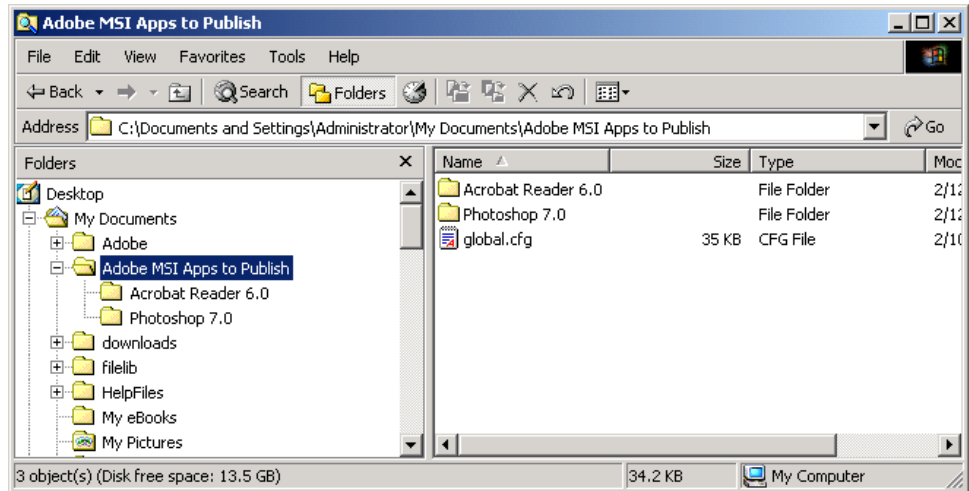 Adobe MSI Apps to Publish
File Edit View Favorites Tools Help
Back Search Folders
Address C:\Documents and Settings\Administrator\My Documents\Adobe MSI Apps to Publish Go
Folders
Desktop
My Documents
Adobe
Adobe MSI Apps to Publish
Acrobat Reader 6.0
Photoshop 7.0
downloads
filelib
HelpFiles
My eBooks
My Pictures
Name Size Type Moc
Acrobat Reader 6.0 File Folder 2/12
Photoshop 7.0 File Folder 2/12
global.cfg 35 KB CFG File 2/10
3 object(s) (Disk free space: 13.5 GB) 34.2 KB My Computer